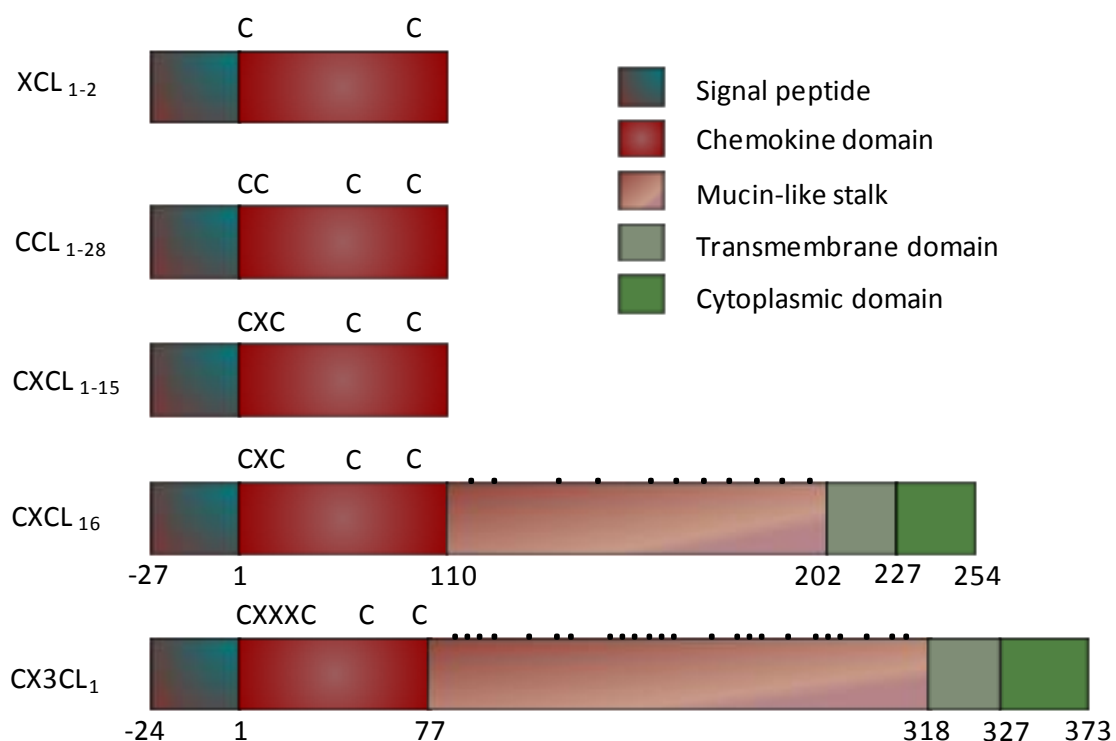 C C
XCL 1-2
CC C C
CCL 1-28
CXC C C
CXCL 1-15
CXC C C
CXCL 16
-27 1 110 202 227 254
CXXXC C C
CX3CL1
-24 1 77 318 327 373
Signal peptide
Chemokine domain
Mucin-like stalk
Transmembrane domain
Cytoplasmic domain